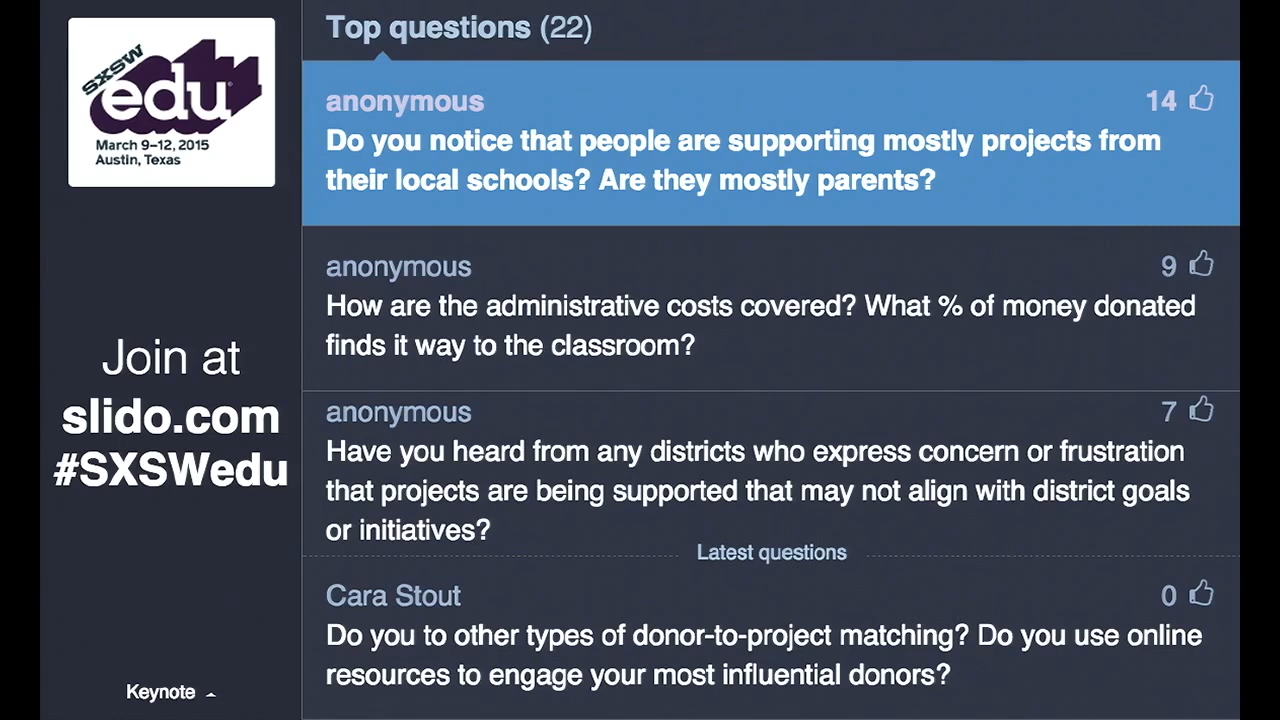 SXSW
edu
March 9–12, 2015
Austin, Texas
Join at
slido.com
#SXSWedu
Keynote
Top questions (22)
anonymous 14
Do you notice that people are supporting mostly projects from
their local schools? Are they mostly parents?
anonymous 9
How are the administrative costs covered? What % of money donated
finds it way to the classroom?
anonymous 7
Have you heard from any districts who express concern or frustration
that projects are being supported that may not align with district goals
or initiatives?
Latest questions
Cara Stout 0
Do you to other types of donor-to-project matching? Do you use online
resources to engage your most influential donors?